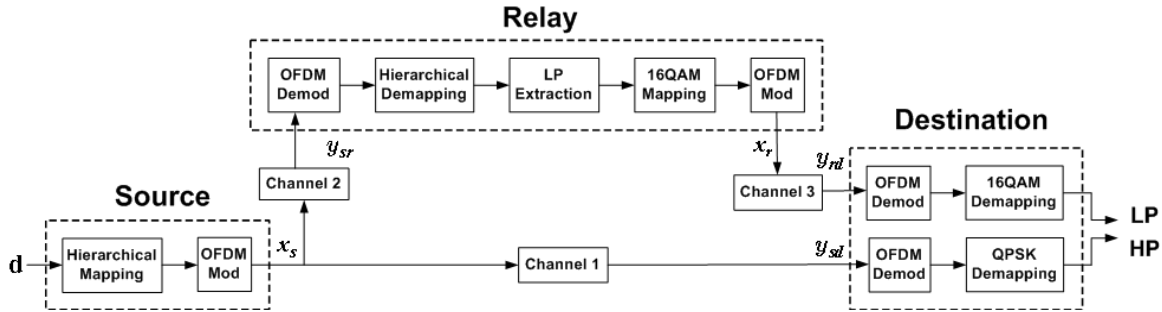 Relay
OFDM
Demod
Hierarchical
Demapping
LP
Extraction
16QAM
Mapping
OFDM
Mod
y_sr
x_r
Channel 2
Channel 3
y_rd
Destination
OFDM
Demod
16QAM
Demapping
LP
HP
Source
d
Hierarchical
Mapping
OFDM
Mod
x_s
Channel 1
y_sd
OFDM
Demod
QPSK
Demapping